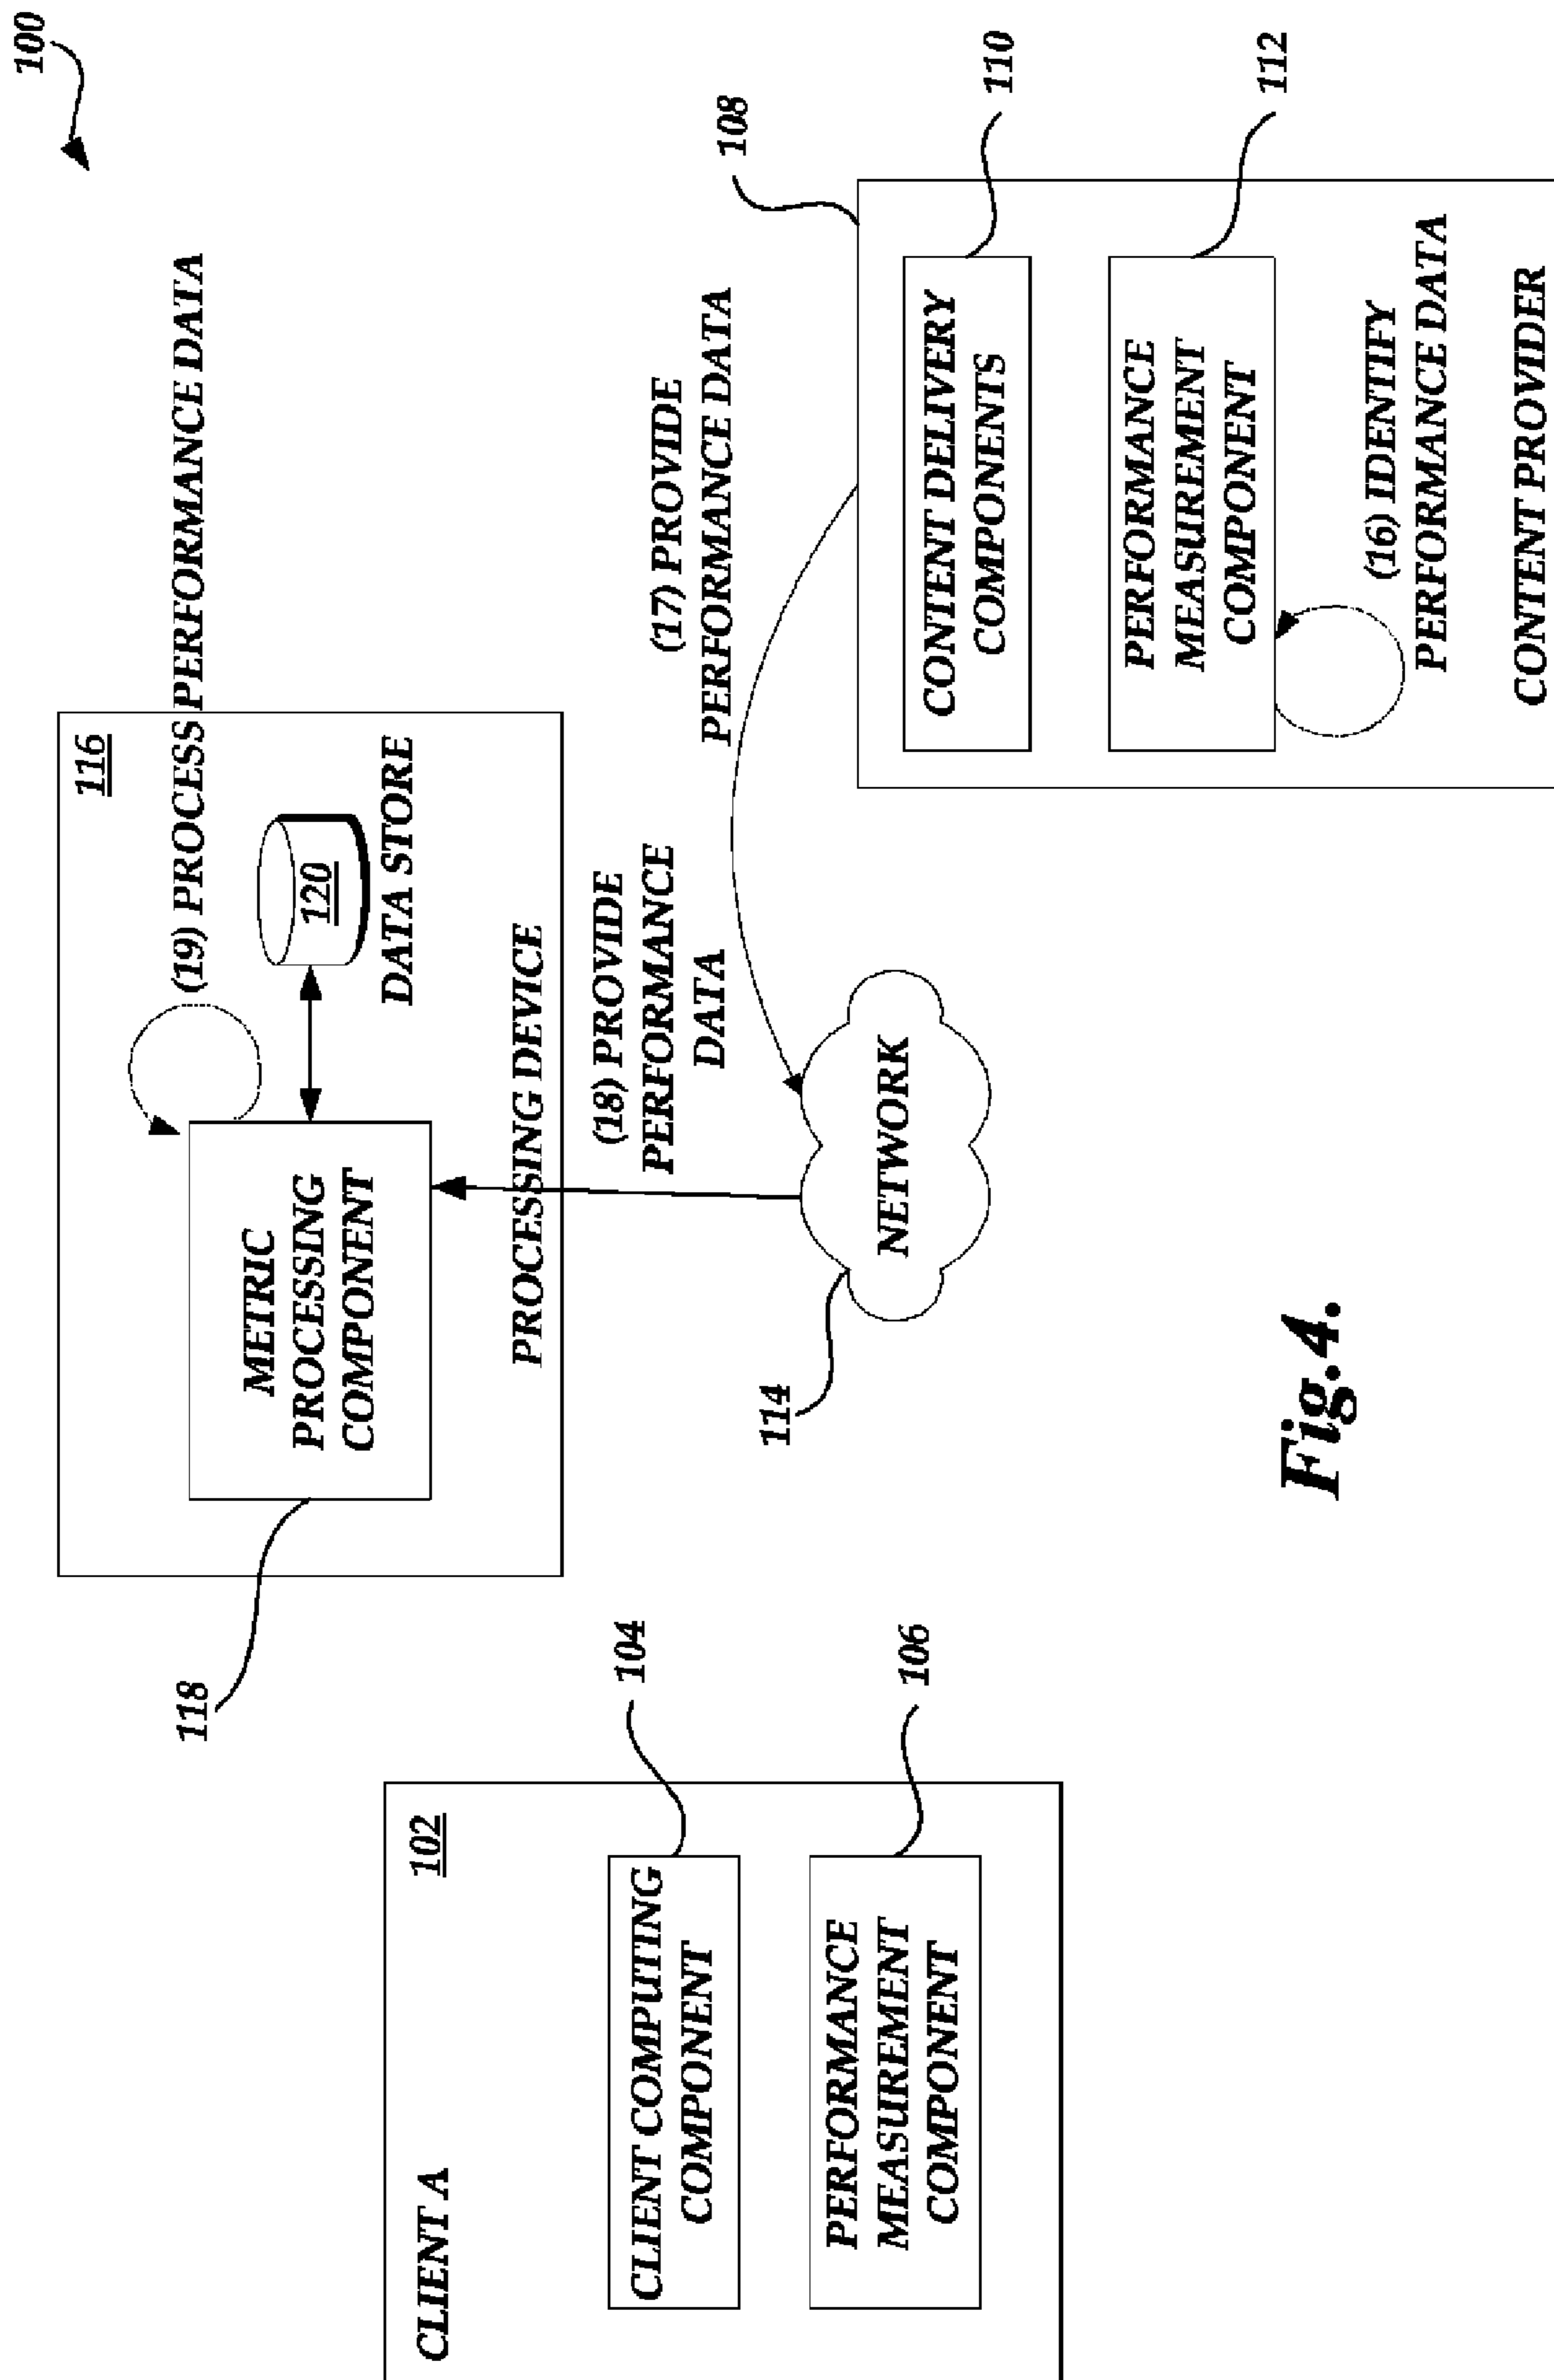 100
116
(19) PROCESS PERFORMANCE DATA
118
METRIC
PROCESSING
COMPONENT
120
DATA STORE
PROCESSING DEVICE
CLIENT A
102
CLIENT COMPUTING
COMPONENT
104
PERFORMANCE
MEASUREMENT
COMPONENT
106
(18) PROVIDE
PERFORMANCE
DATA
(17) PROVIDE
PERFORMANCE DATA
114
NETWORK
108
CONTENT DELIVERY
COMPONENTS
110
PERFORMANCE
MEASUREMENT
COMPONENT
112
(16) IDENTIFY
PERFORMANCE DATA
CONTENT PROVIDER
Fig.4.